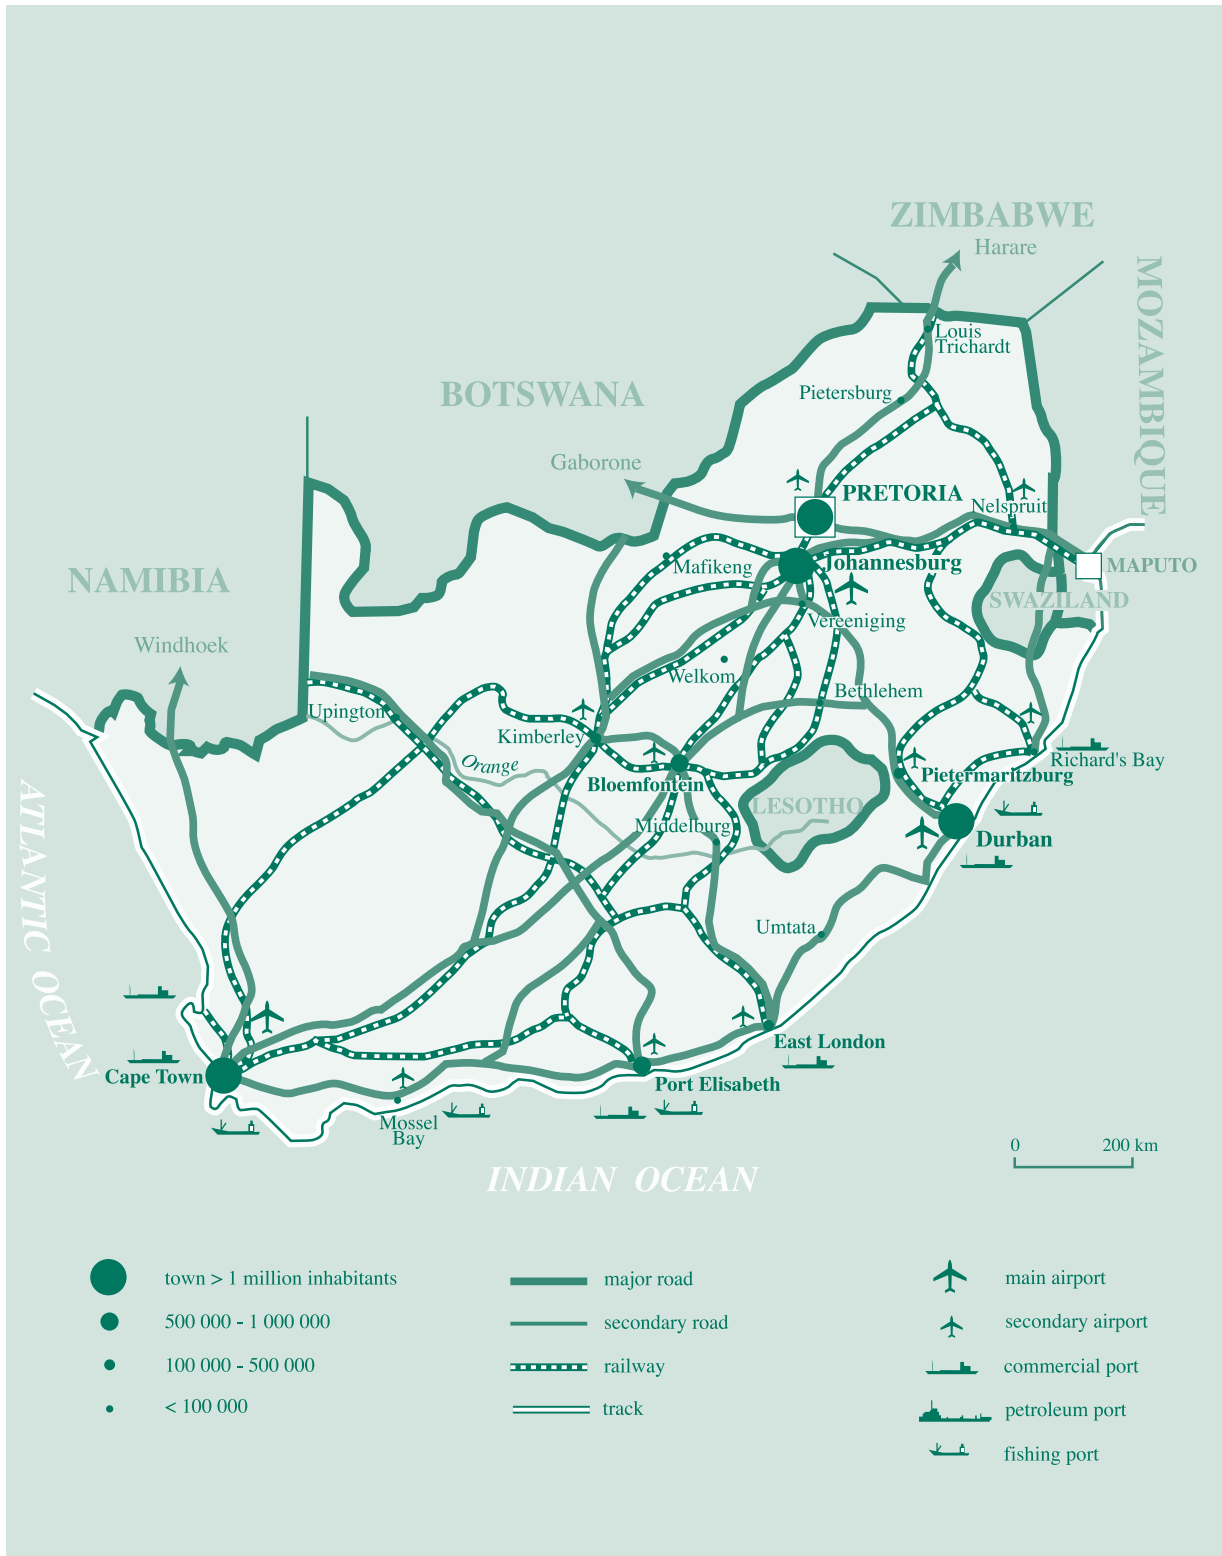 ZIMBABWE
Harare
MOZAMBIQUE
Louis
Trichardt
BOTSWANA
Pietersburg
Gaborone
PRETORIA
Nelspruit
Johannesburg
MAPUTO
Mafikeng
NAMIBIA
SWAZILAND
Vereeniging
Windhoek
Welkom
Bethlehem
Upington
Kimberley
Orange
Richard's Bay
Pietermaritzburg
Bloemfontein
LESOTHO
Middelburg
Durban
ATLANTIC OCEAN
Umtata
East London
Cape Town
Port Elisabeth
Mossel
Bay
0 200 km
INDIAN OCEAN
town > 1 million inhabitants
500 000 - 1 000 000
100 000 - 500 000
< 100 000
major road
secondary road
railway
track
main airport
secondary airport
commercial port
petroleum port
fishing port